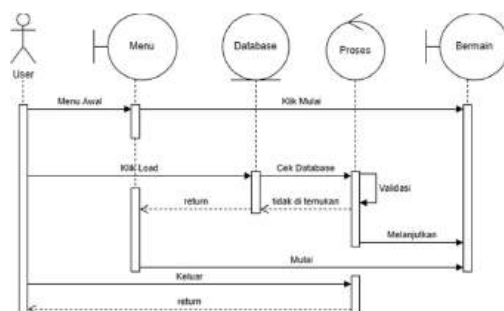 User
Menu
Database
Proses
Bermain
Menu Awal
Klik Mulai
Klik Load
Cek Database
Validasi
return
tidak di temukan
Melanjutkan
Mulai
Keluar
return